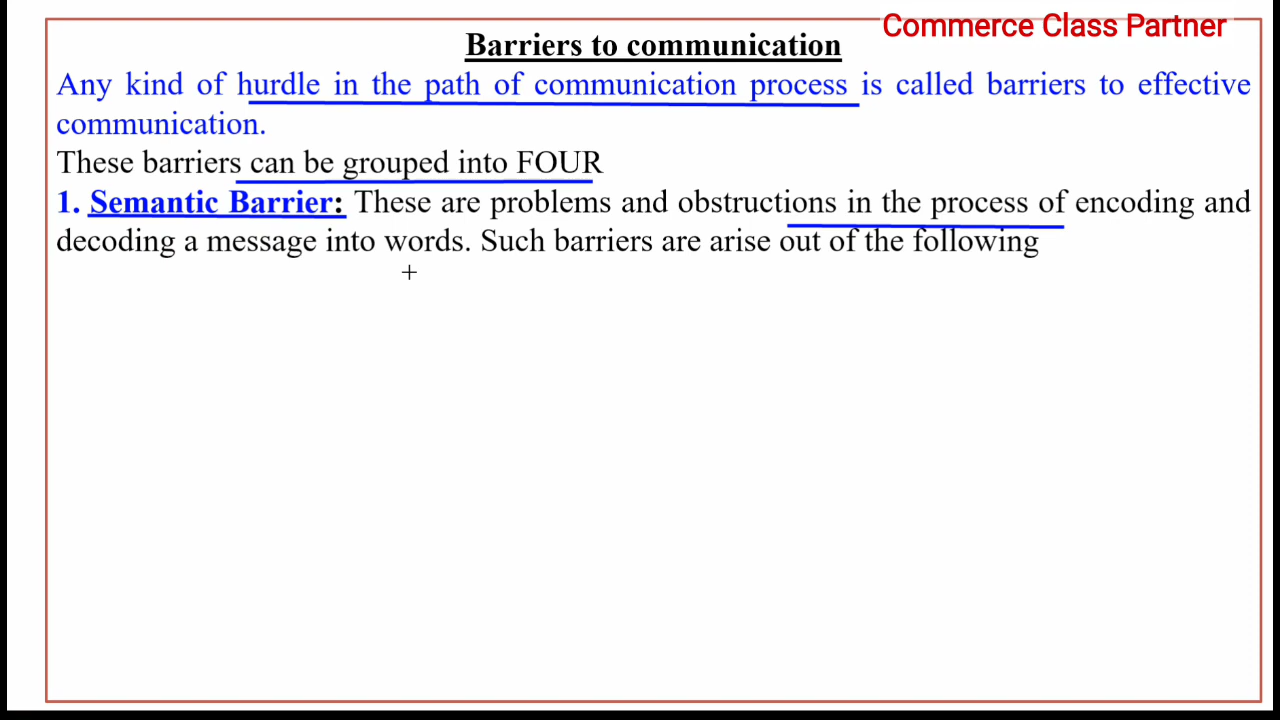 Commerce Class Partner
Barriers to communication
Any kind of hurdle in the path of communication process is called barriers to effective
communication.
These barriers can be grouped into FOUR
1. Semantic Barrier: These are problems and obstructions in the process of encoding and
decoding a message into words. Such barriers are arise out of the following